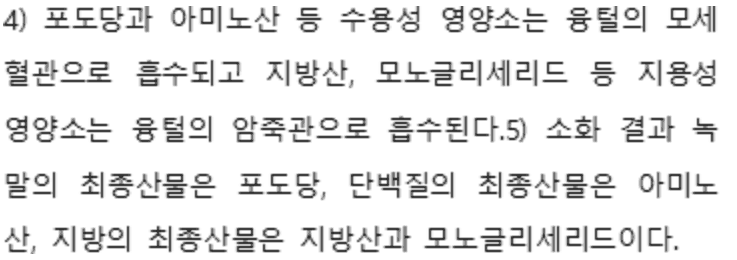 4) 포도당과 아미노산 등 수용성 영양소는 융털의 모세
혈관으로 흡수되고 지방산, 모노글리세리드 등 지용성
영양소는 융털의 암죽관으로 흡수된다.5) 소화 결과 녹
말의 최종산물은 포도당, 단백질의 최종산물은 아미노
산, 지방의 최종산물은 지방산과 모노글리세리드이다.